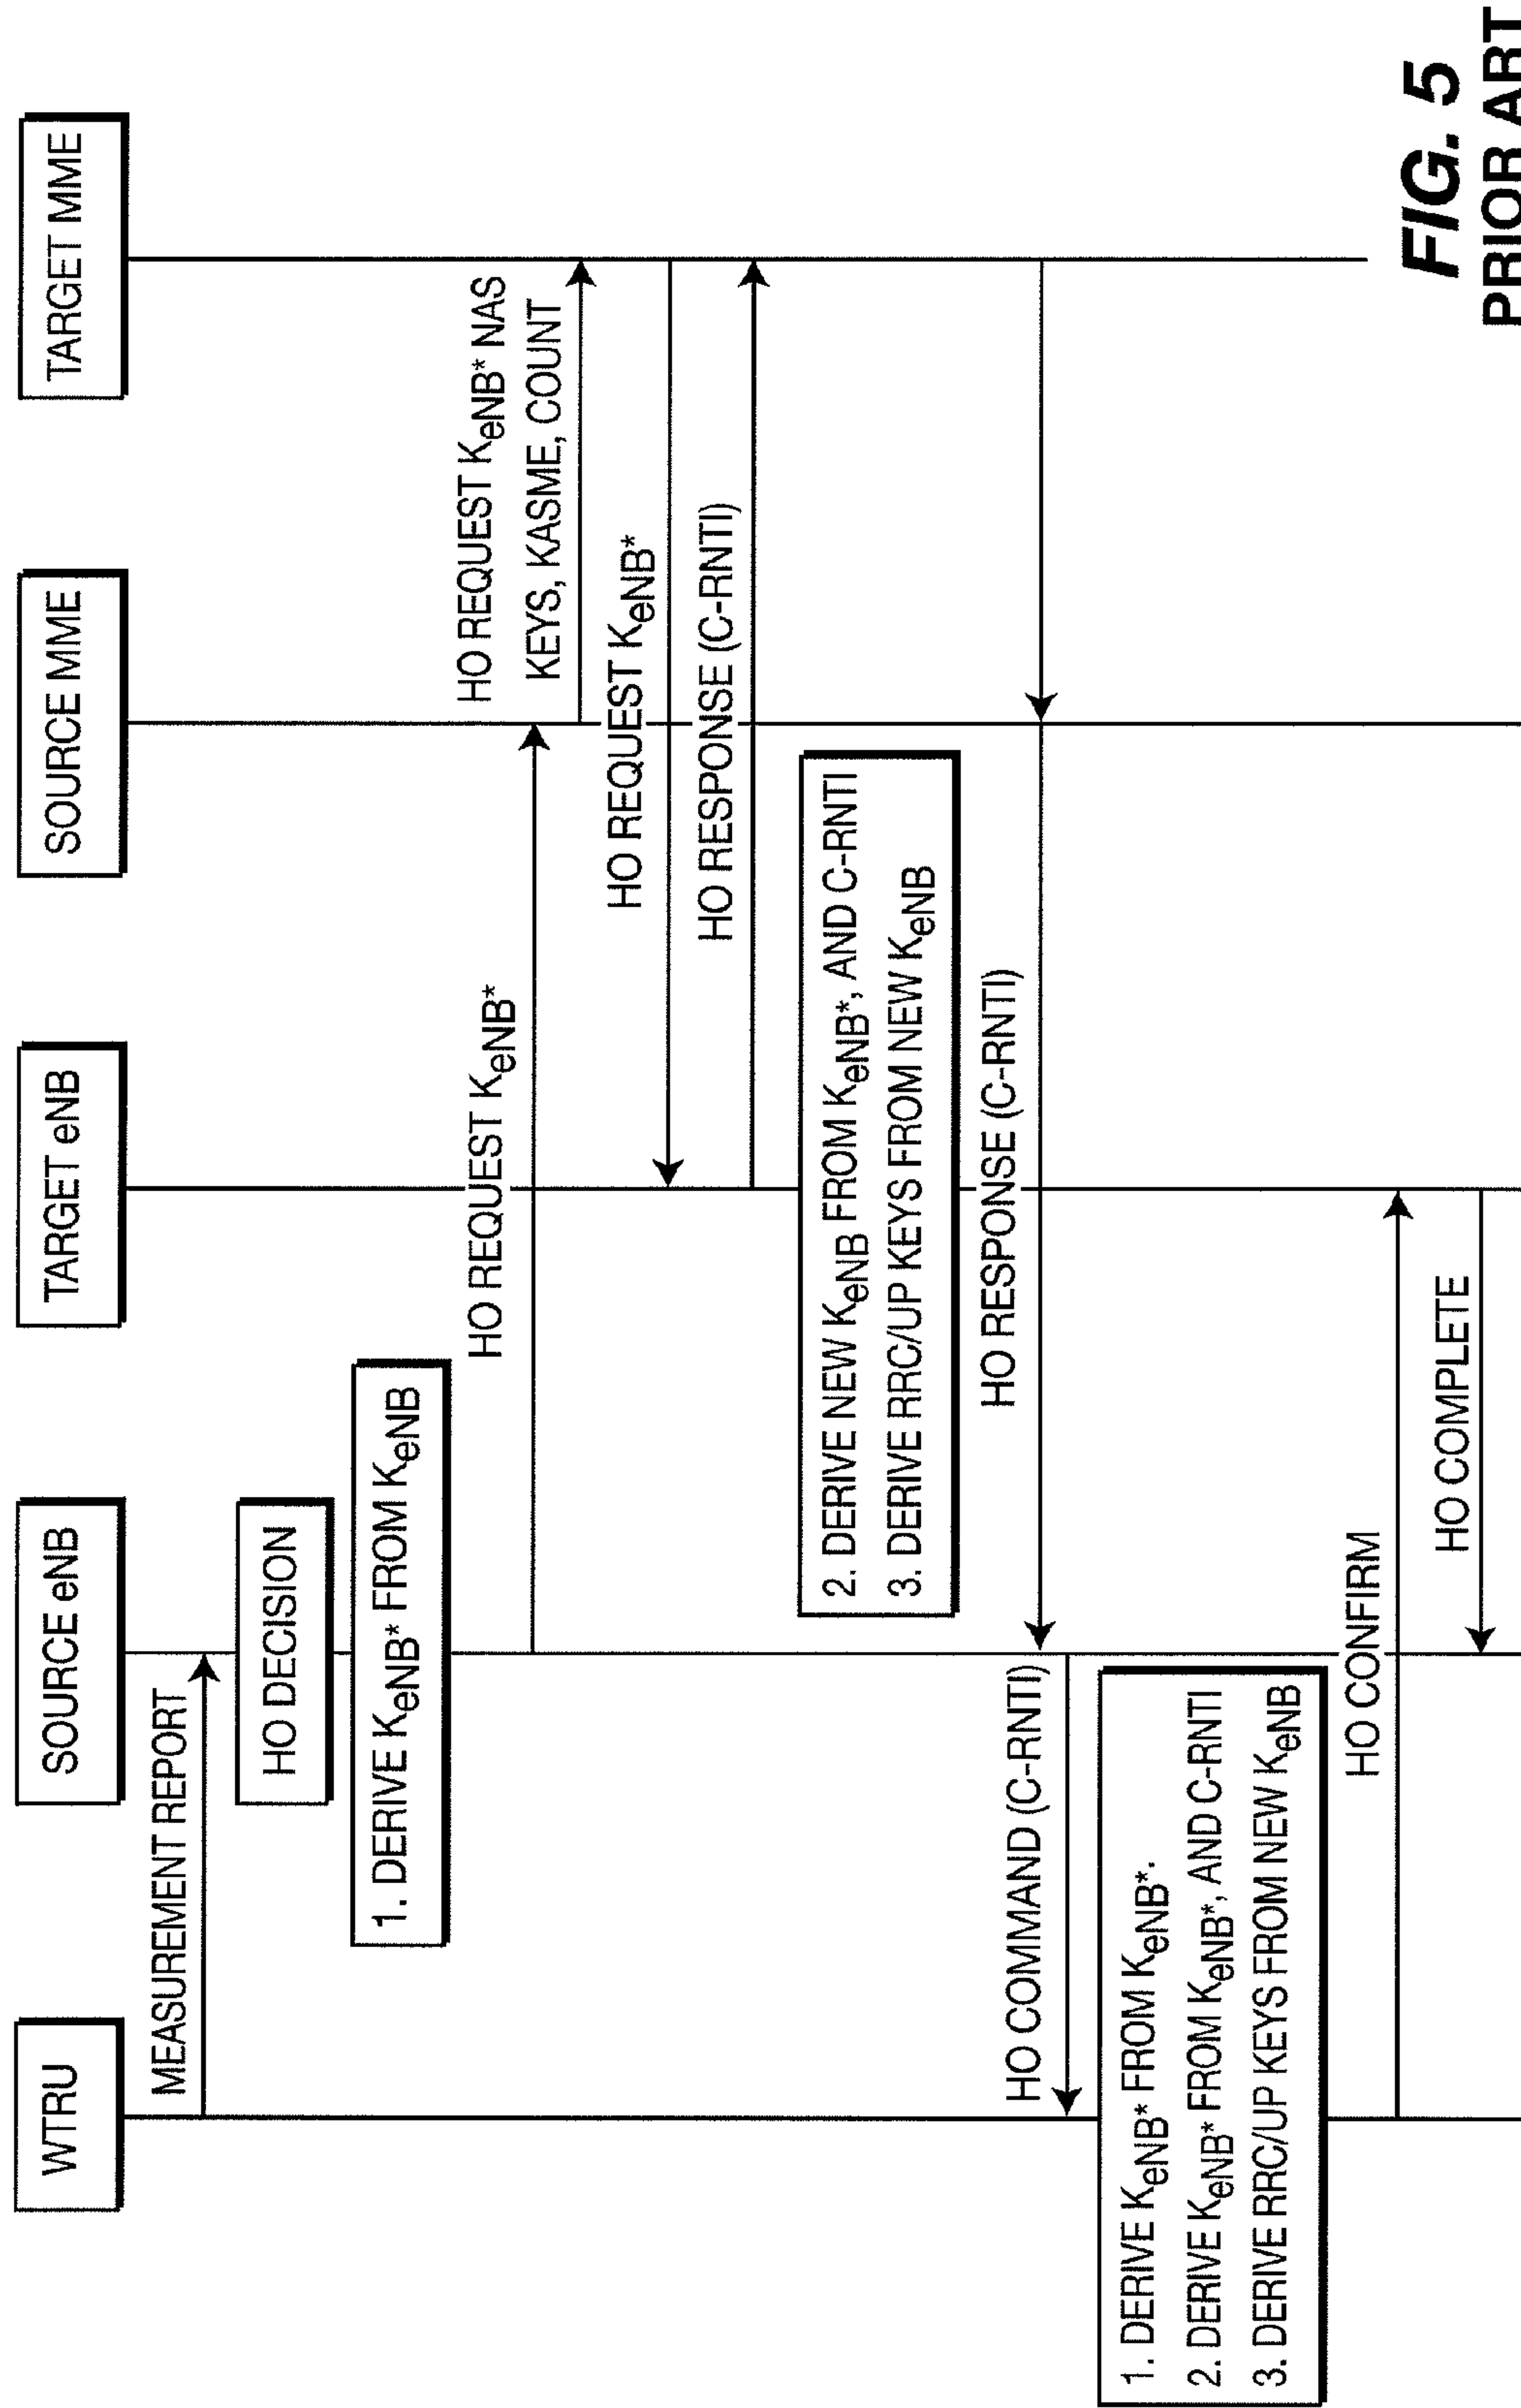 WTRU
SOURCE eNB
TARGET eNB
SOURCE MME
TARGET MME
MEASUREMENT REPORT
HO DECISION
1. DERIVE KeNB* FROM KeNB
HO REQUEST KeNB*
HO REQUEST KeNB* NAS
KEYS, KASME, COUNT
HO REQUEST KeNB*
HO RESPONSE (C-RNTI)
2. DERIVE NEW KeNB FROM KeNB*, AND C-RNTI
3. DERIVE RRC/UP KEYS FROM NEW KeNB
HO RESPONSE (C-RNTI)
HO COMMAND (C-RNTI)
1. DERIVE KeNB* FROM KeNB*.
2. DERIVE KeNB* FROM KeNB*, AND C-RNTI
3. DERIVE RRC/UP KEYS FROM NEW KeNB
HO CONFIRM
HO COMPLETE
FIG. 5
PRIOR ART